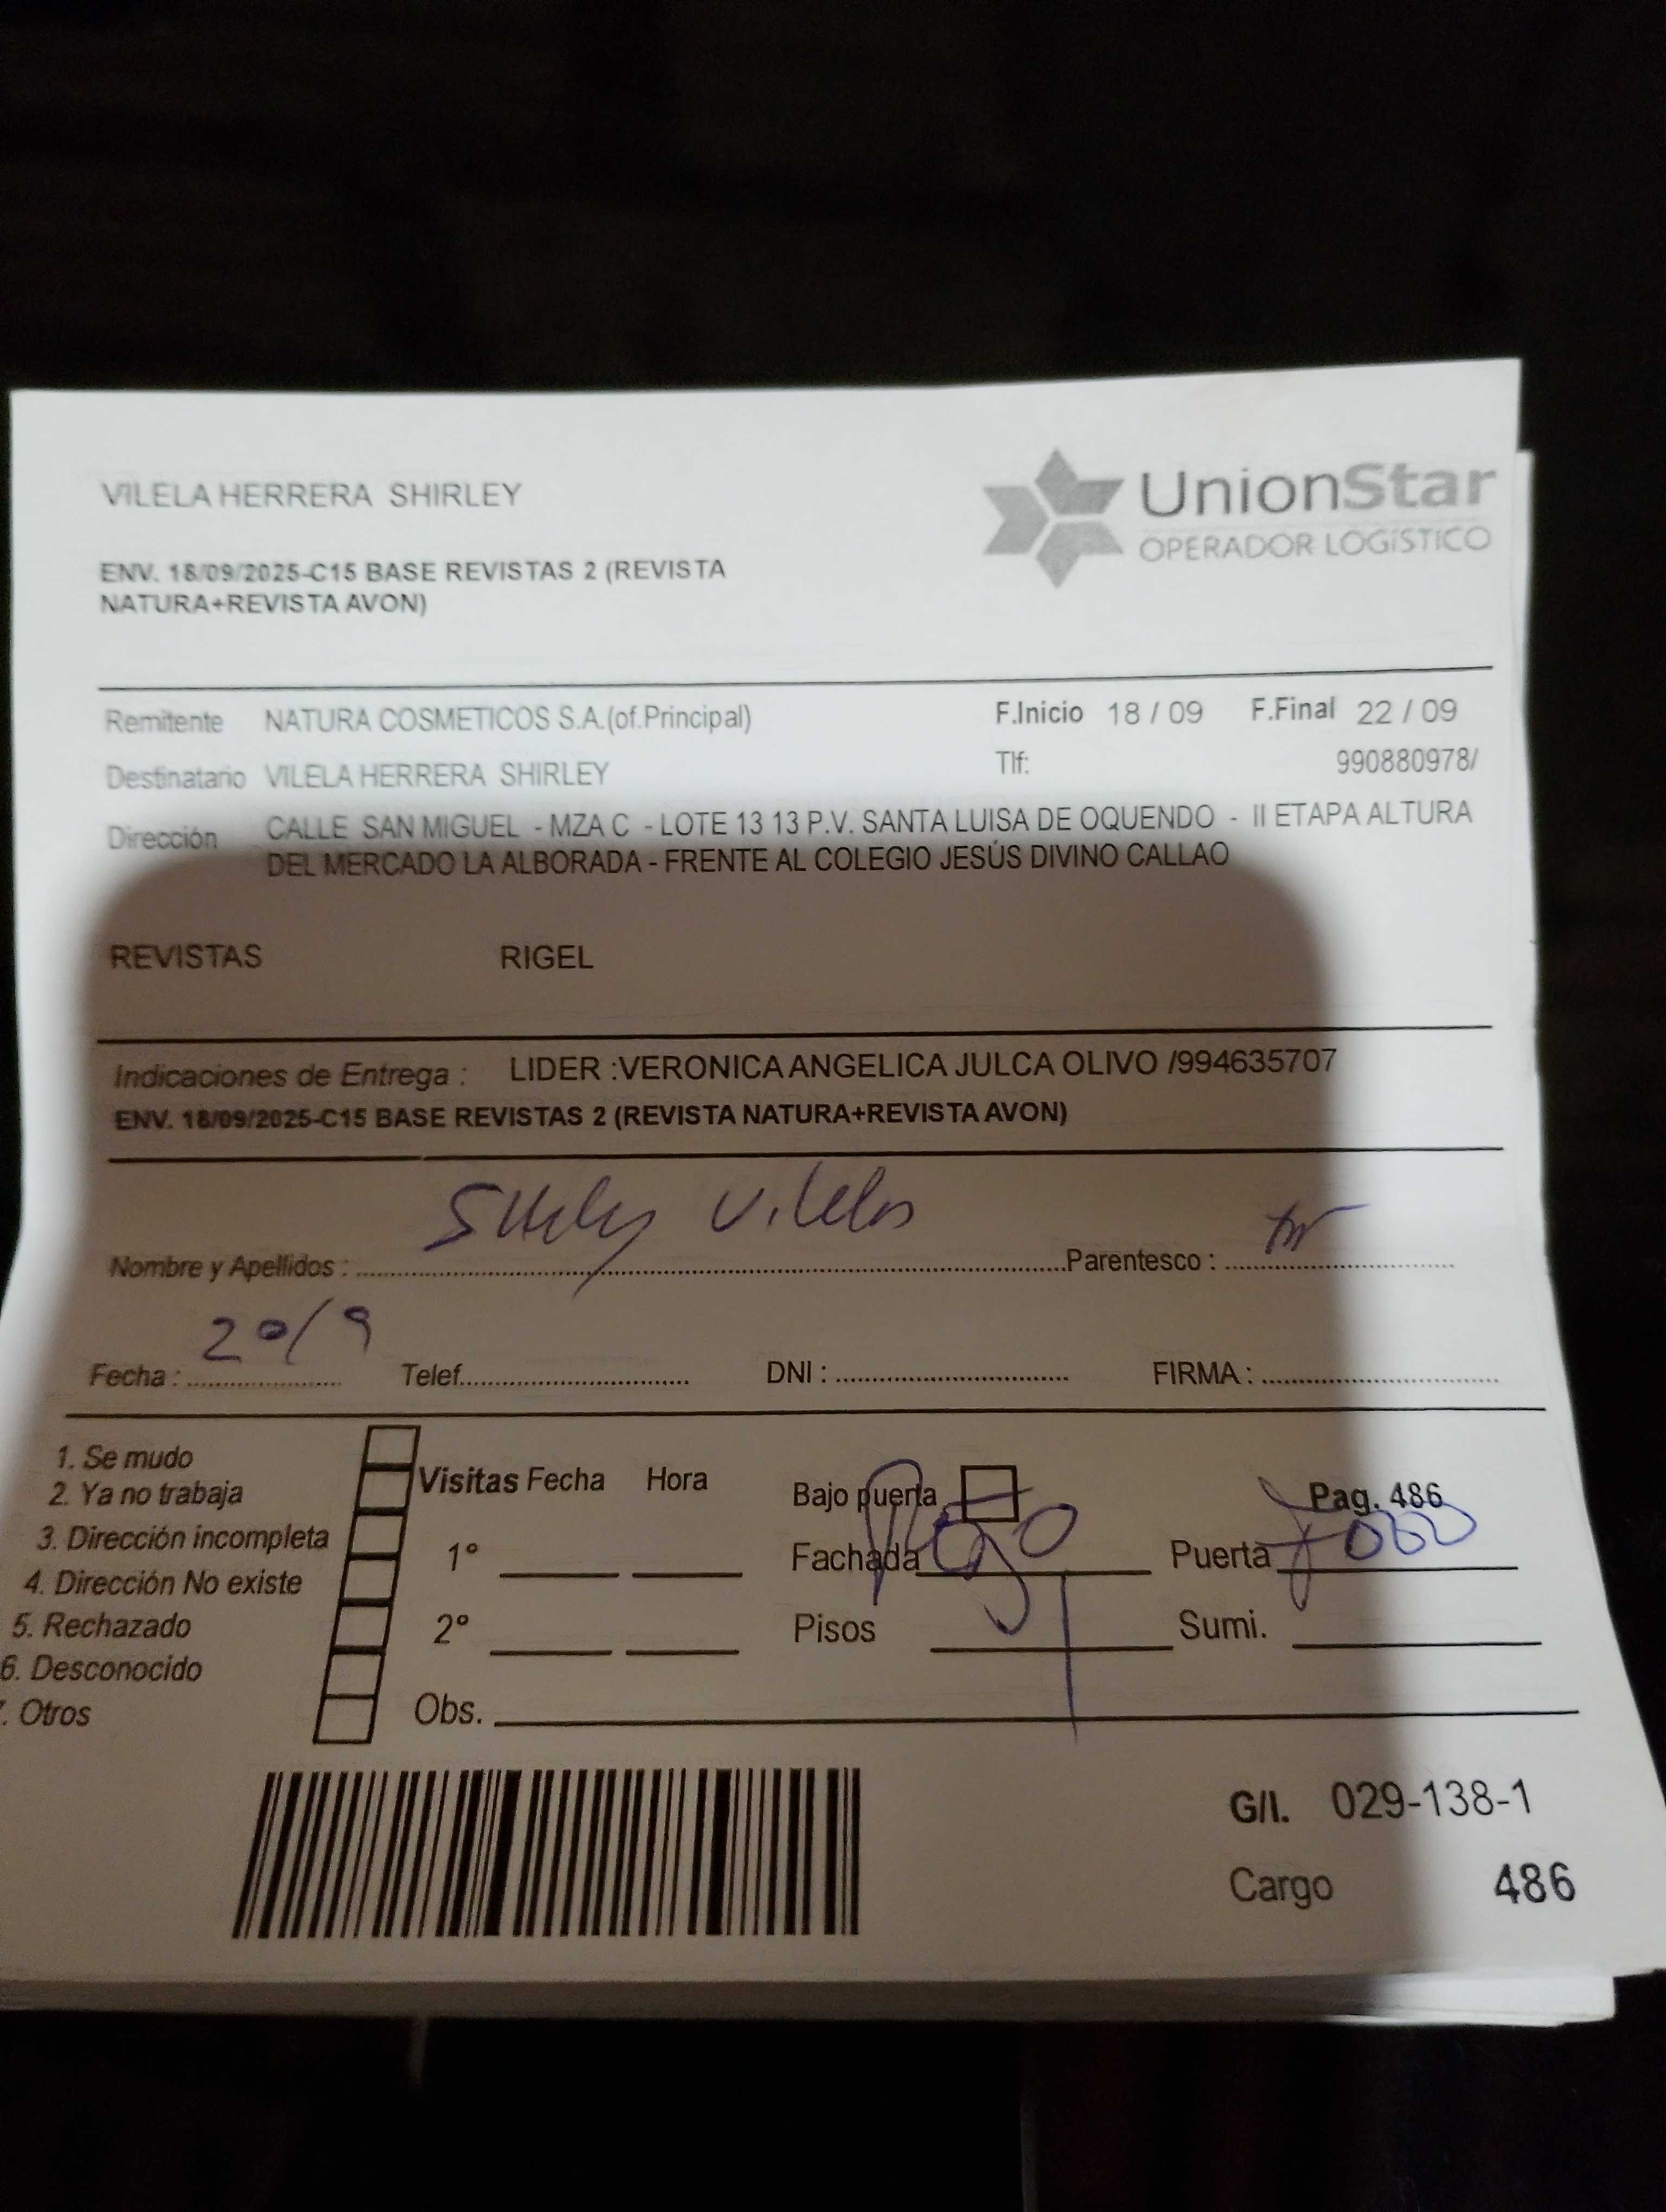 VILELA HERRERA SHIRLEY
UnionStar
OPERADOR LOGÍSTICO
ENV. 18/09/2025-C15 BASE REVISTAS 2 (REVISTA
NATURA+REVISTA AVON)
Remitente NATURA COSMETICOS S.A.(of.Principal) F.Inicio 18 / 09 F.Final 22 / 09
Destinatario VILELA HERRERA SHIRLEY Tlf: 990880978/
Dirección CALLE SAN MIGUEL - MZA C - LOTE 13 13 P.V. SANTA LUISA DE OQUENDO - II ETAPA ALTURA
DEL MERCADO LA ALBORADA - FRENTE AL COLEGIO JESÚS DIVINO CALLAO
REVISTAS RIGEL
Indicaciones de Entrega : LIDER :VERONICA ANGELICA JULCA OLIVO /994635707
ENV. 18/09/2025-C15 BASE REVISTAS 2 (REVISTA NATURA+REVISTA AVON)
Nombre y Apellidos : Vilela Parentesco :
Fecha : 20/9 Telef. DNI : FIRMA :
1. Se mudo
2. Ya no trabaja
3. Dirección incompleta
4. Dirección No existe
5. Rechazado
6. Desconocido
. Otros
Visitas Fecha Hora
1°
2°
Obs.
Bajo puerta Pag. 486
Fachada Puerta
Pisos Sumi.
G/I. 029-138-1
Cargo 486